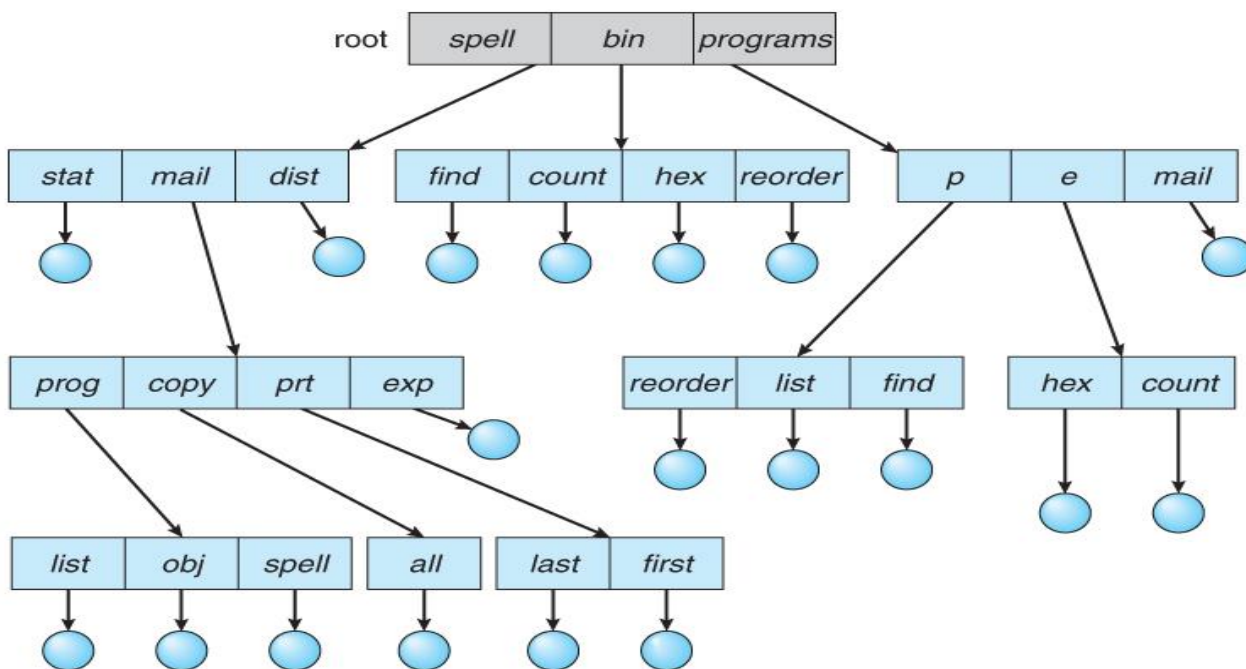 root spell bin programs
stat mail dist find count hex reorder p e mail
prog copy prt exp reorder list find hex count
list obj spell all last first